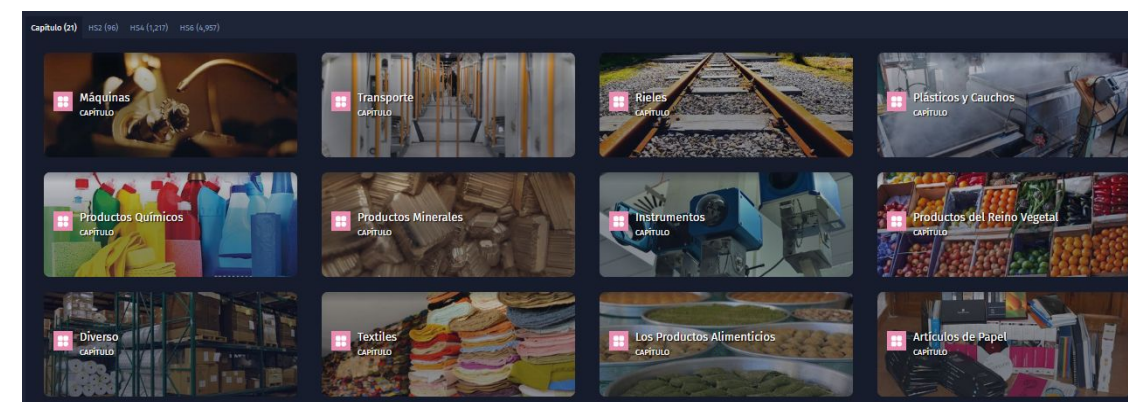 Capítulo (21) HS2 (96) HS4 (1,217) HS6 (4,957)
Máquinas
CAPÍTULO
Transporte
CAPÍTULO
Rieles
CAPÍTULO
Plásticos y Cauchos
CAPÍTULO
Productos Químicos
CAPÍTULO
Productos Minerales
CAPÍTULO
Instrumentos
CAPÍTULO
Productos del Reino Vegetal
CAPÍTULO
Diverso
CAPÍTULO
Textiles
CAPÍTULO
Los Productos Alimenticios
CAPÍTULO
Artículos de Papel
CAPÍTULO